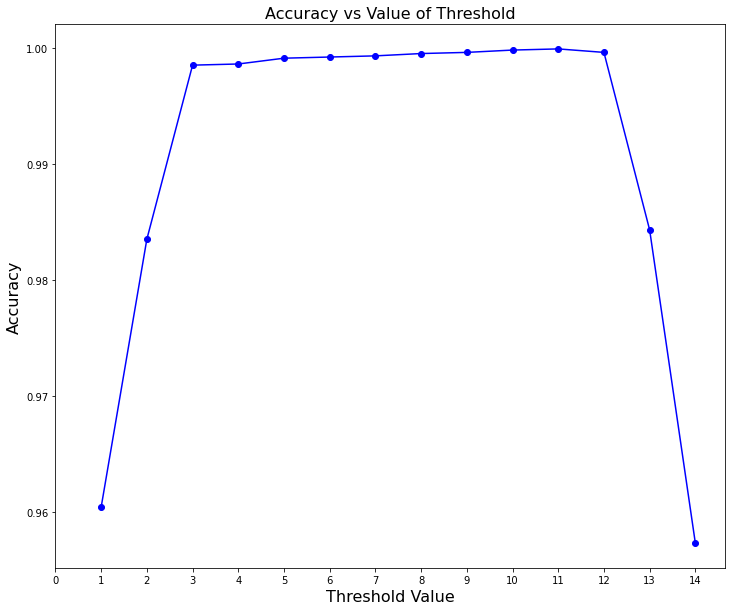 Accuracy vs Value of Threshold
1.00
0.99
0.98
0.97
0.96
Accuracy
0 1 2 3 4 5 6 7 8 9 10 11 12 13 14
Threshold Value